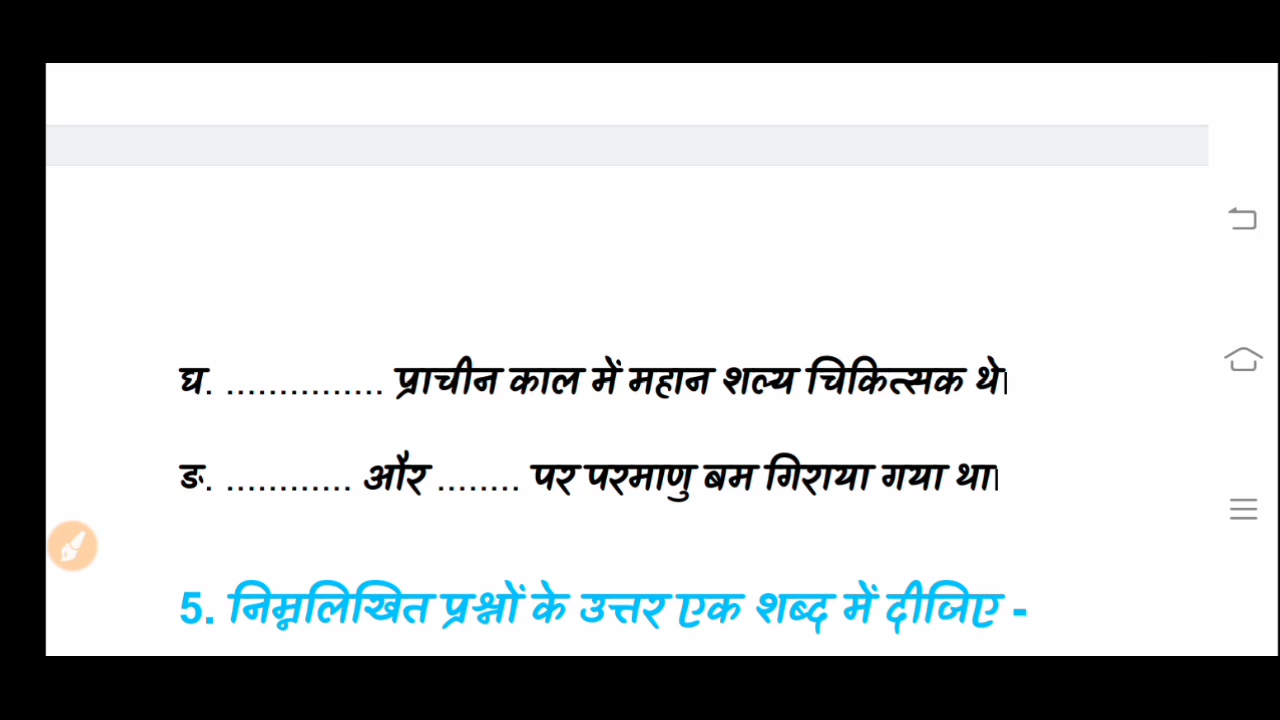 घ. ............... प्राचीन काल में महान शल्य चिकित्सक थे।
ङ. ............ और ........ पर परमाणु बम गिराया गया था।
5. निम्नलिखित प्रश्नों के उत्तर एक शब्द में दीजिए -